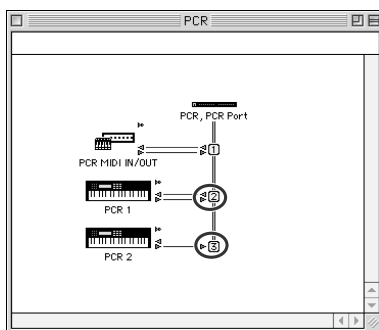 PCR
PCR, PCR Port
PCR MIDI IN/OUT
1
PCR 1
2
PCR 2
3